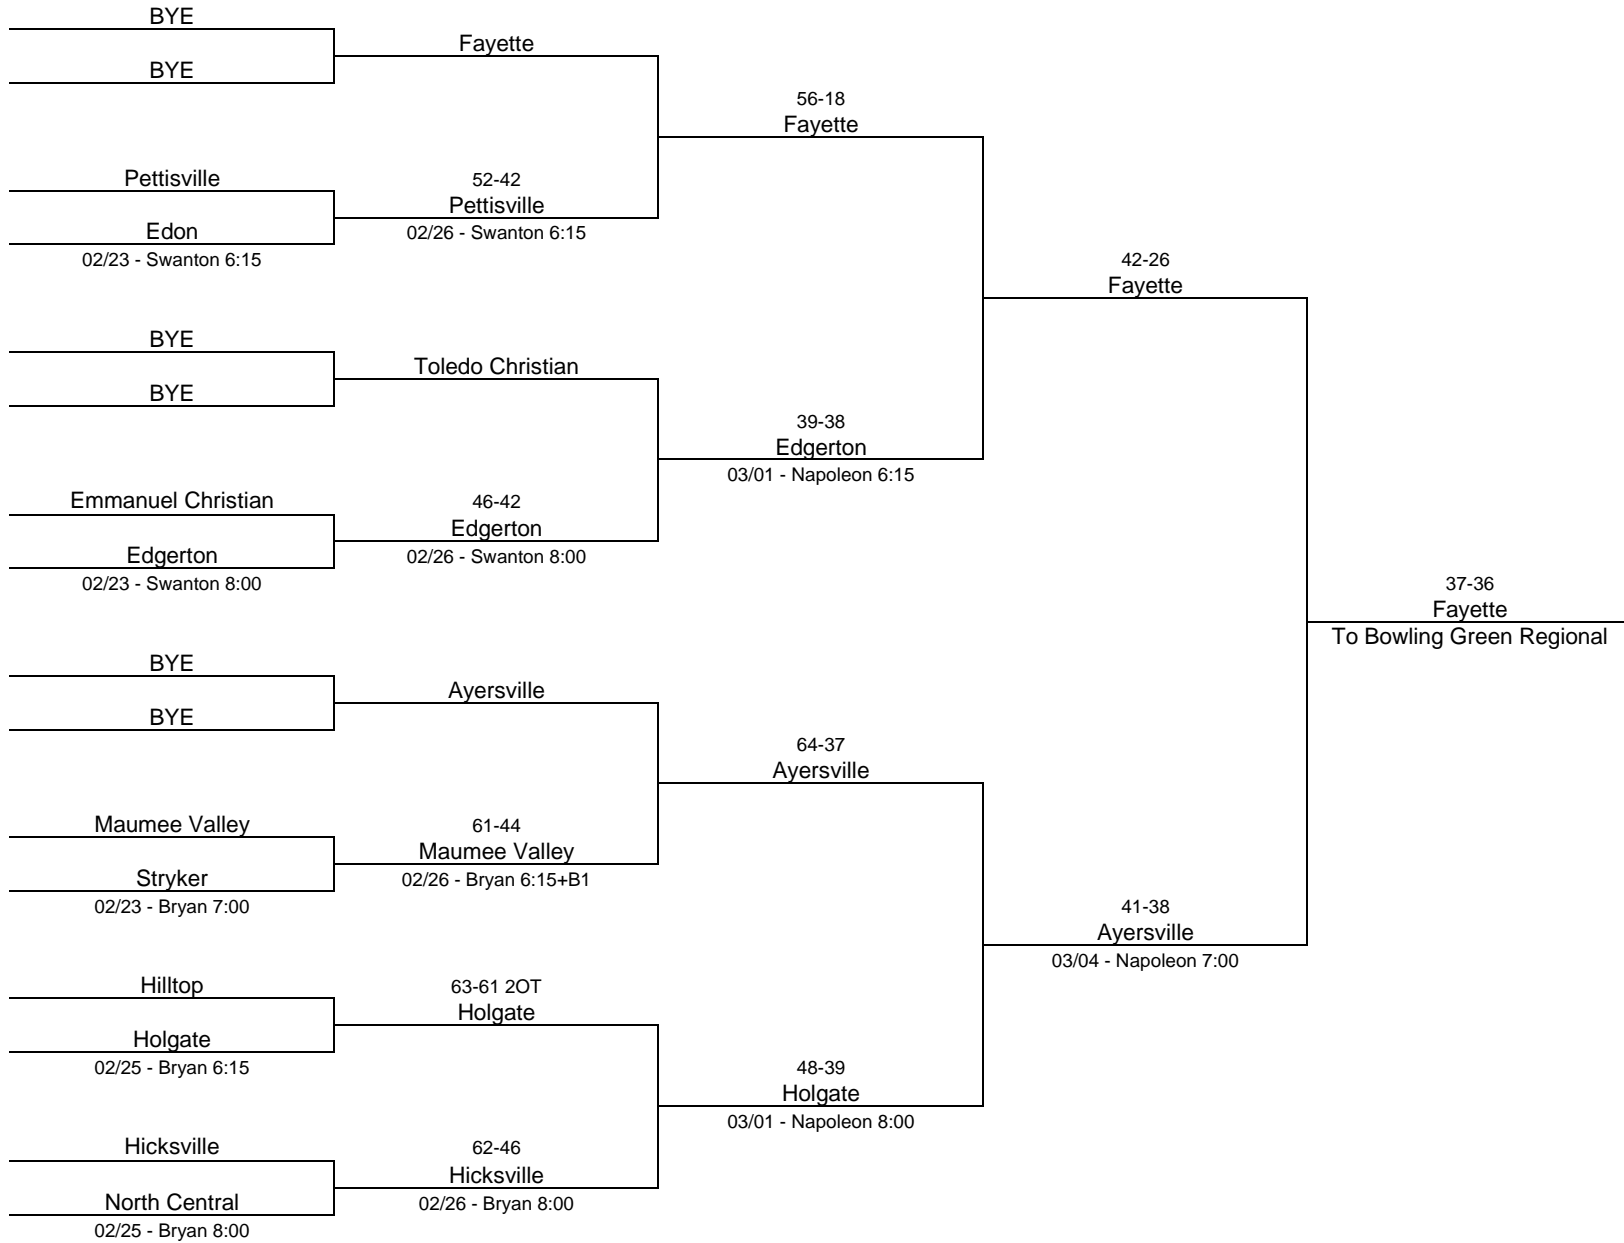 BYE
BYE
Pettisville
Edon
02/23 - Swanton 6:15
BYE
BYE
Emmanuel Christian
Edgerton
02/23 - Swanton 8:00
BYE
BYE
Maumee Valley
Stryker
02/23 - Bryan 7:00
Hilltop
Holgate
02/25 - Bryan 6:15
Hicksville
North Central
02/25 - Bryan 8:00
Fayette
52-42
Pettisville
02/26 - Swanton 6:15
Toledo Christian
46-42
Edgerton
02/26 - Swanton 8:00
Ayersville
61-44
Maumee Valley
02/26 - Bryan 6:15+B1
63-61 2OT
Holgate
62-46
Hicksville
02/26 - Bryan 8:00
56-18
Fayette
39-38
Edgerton
03/01 - Napoleon 6:15
64-37
Ayersville
48-39
Holgate
03/01 - Napoleon 8:00
42-26
Fayette
41-38
Ayersville
03/04 - Napoleon 7:00
37-36
Fayette
To Bowling Green Regional